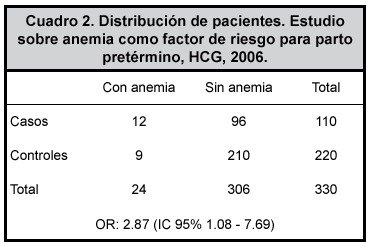 Cuadro 2. Distribución de pacientes. Estudio
sobre anemia como factor de riesgo para parto
pretérmino, HCG, 2006.
Con anemia Sin anemia Total
Casos 12 96 110
Controles 9 210 220
Total 24 306 330
OR: 2.87 (IC 95% 1.08 - 7.69)